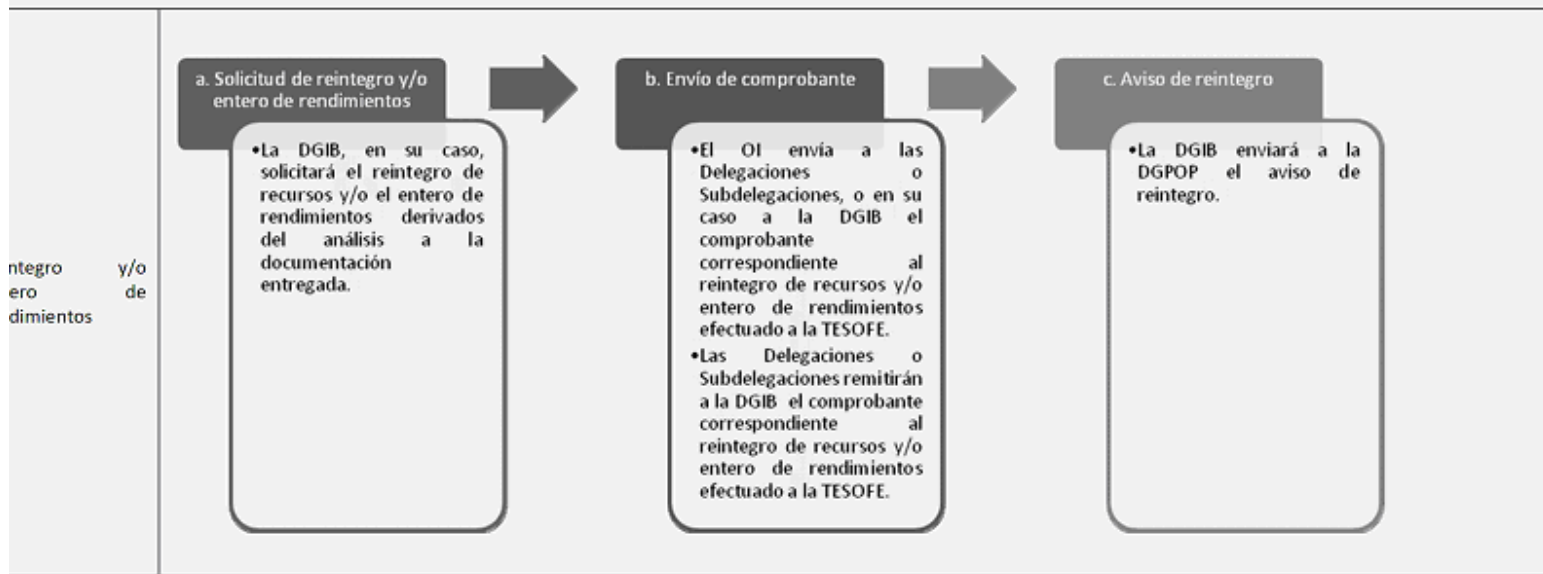 ntegro y/o
ero de
dimientos
a. Solicitud de reintegro y/o
entero de rendimientos
•La DGIB, en su caso,
solicitará el reintegro de
recursos y/o el entero de
rendimientos derivados
del análisis a la
documentación
entregada.
b. Envío de comprobante
•El OI envía a las
Delegaciones o
Subdelegaciones, o en su
caso a la DGIB el
comprobante
correspondiente al
reintegro de recursos y/o
entero de rendimientos
efectuado a la TESOFE.
•Las Delegaciones o
Subdelegaciones remitirán
a la DGIB el comprobante
correspondiente al
reintegro de recursos y/o
entero de rendimientos
efectuado a la TESOFE.
c. Aviso de reintegro
•La DGIB enviará a la
DGPOP el aviso de
reintegro.